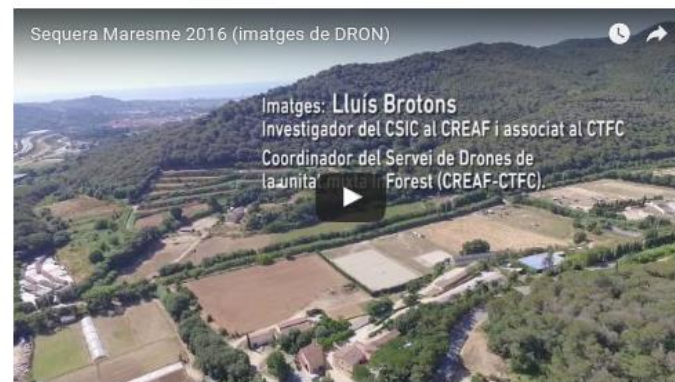 Sequera Maresme 2016 (imatges de DRON)
Imatges: Lluís Brotons
Investigador del CSIC al CREAF i associat al CTFC
Coordinador del Servei de Drones de
la unitat mixta InForest (CREAF-CTFC).